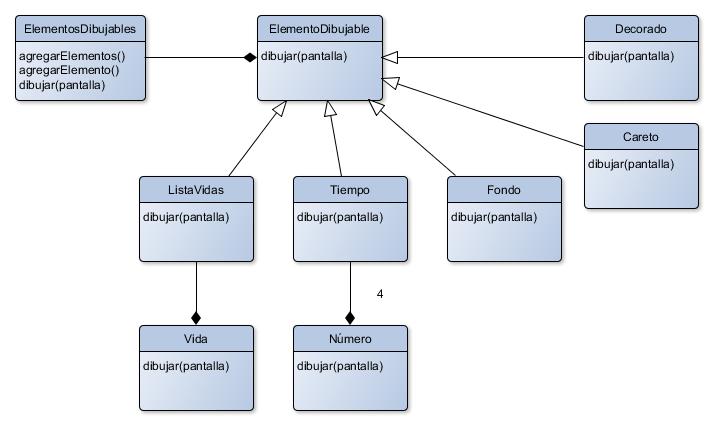 ElementosDibujables
agregarElementos()
agregarElemento()
dibujar(pantalla)
ElementoDibujable
dibujar(pantalla)
Decorado
dibujar(pantalla)
Careto
dibujar(pantalla)
ListaVidas
dibujar(pantalla)
Tiempo
dibujar(pantalla)
Fondo
dibujar(pantalla)
4
Vida
dibujar(pantalla)
Número
dibujar(pantalla)